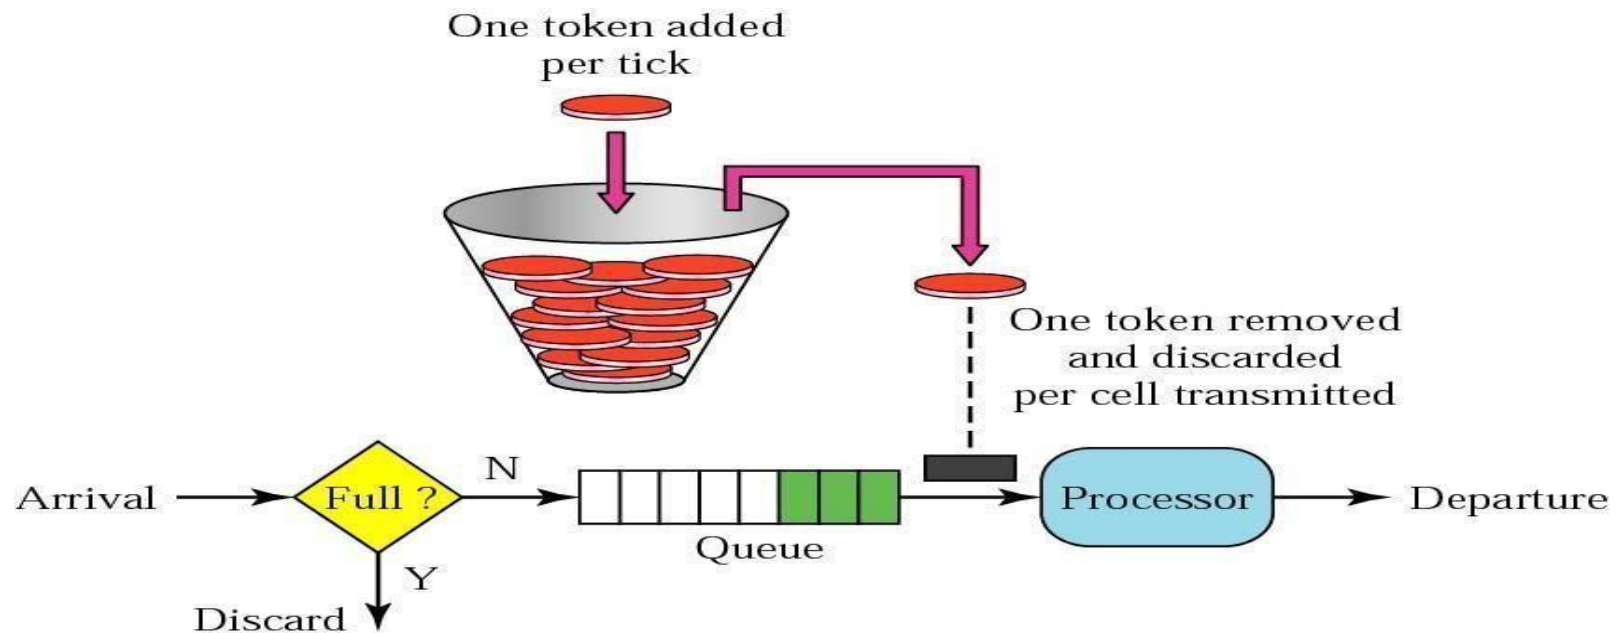 One token added
per tick
One token removed
and discarded
per cell transmitted
Arrival
Full ?
N
Queue
Processor
Departure
Y
Discard